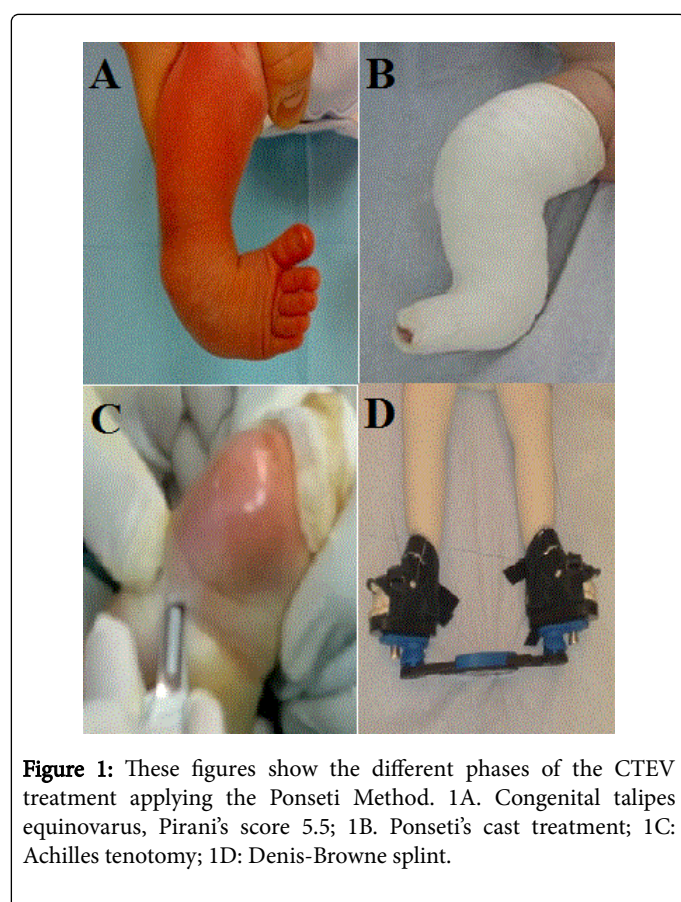 A
B
C
D
Figure 1: These figures show the different phases of the CTEV
treatment applying the Ponseti Method. 1A. Congenital talipes
equinovarus, Pirani's score 5.5; 1B. Ponseti's cast treatment; 1C:
Achilles tenotomy; 1D: Denis-Browne splint.